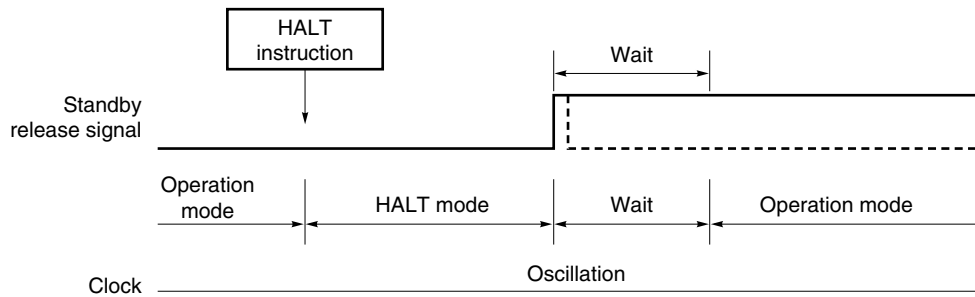 HALT
instruction
Wait
Standby
release signal
Operation
mode
HALT mode
Wait
Operation mode
Oscillation
Clock